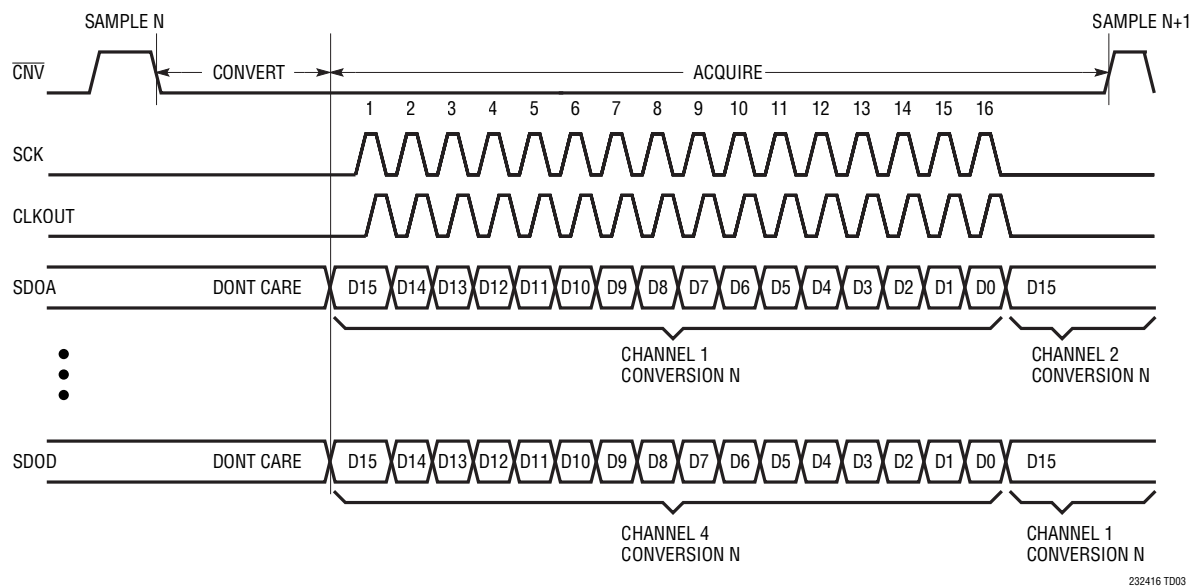 SAMPLE N SAMPLE N+1
CNV CONVERT ACQUIRE
1 2 3 4 5 6 7 8 9 10 11 12 13 14 15 16
SCK
CLKOUT
SDOA DONT CARE D15 D14 D13 D12 D11 D10 D9 D8 D7 D6 D5 D4 D3 D2 D1 D0 D15
CHANNEL 1 CHANNEL 2
CONVERSION N CONVERSION N
SDOD DONT CARE D15 D14 D13 D12 D11 D10 D9 D8 D7 D6 D5 D4 D3 D2 D1 D0 D15
CHANNEL 4 CHANNEL 1
CONVERSION N CONVERSION N
232416 TD03